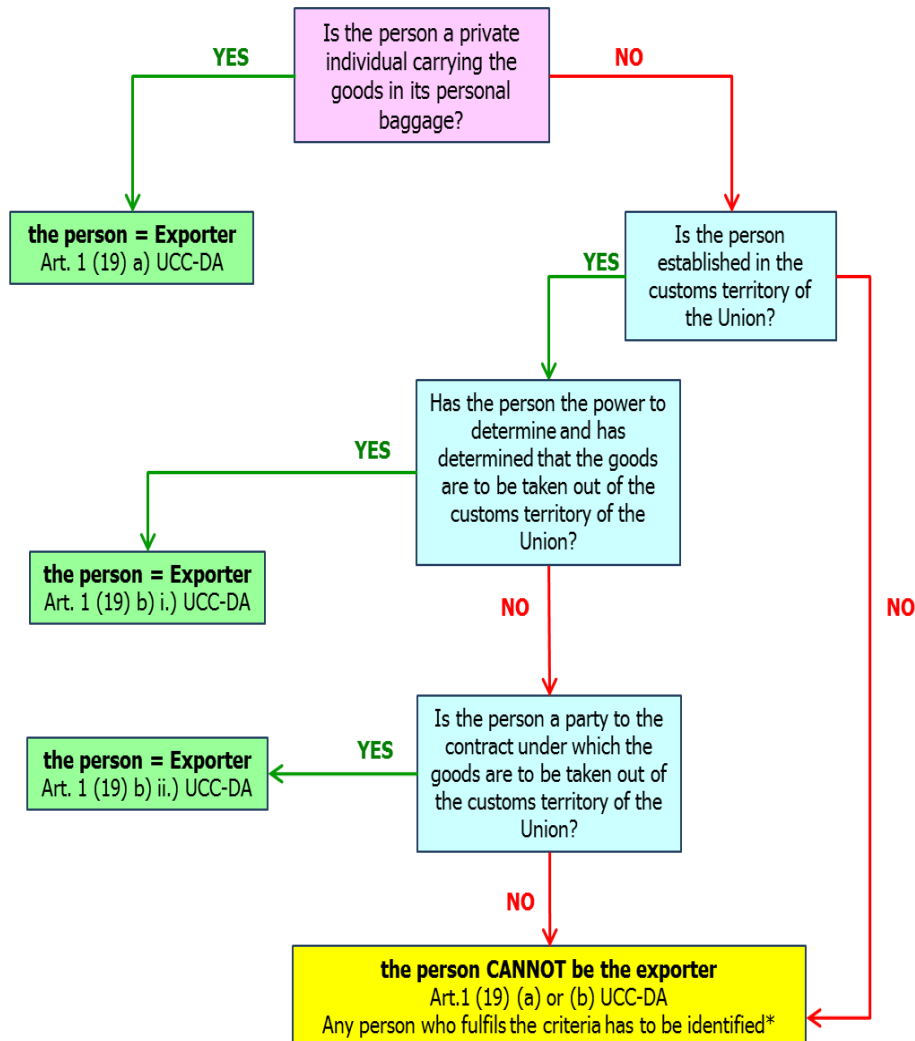 Is the person a private
individual carrying the
goods in its personal
baggage?
YES
NO
the person = Exporter
Art. 1 (19) a) UCC-DA
Is the person
established in the
customs territory of
the Union?
YES
NO
Has the person the power to
determine and has
determined that the goods
are to be taken out of the
customs territory of the
Union?
YES
NO
the person = Exporter
Art. 1 (19) b) i.) UCC-DA
Is the person a party to the
contract under which the
goods are to be taken out of
the customs territory of the
Union?
YES
NO
the person = Exporter
Art. 1 (19) b) ii.) UCC-DA
the person CANNOT be the exporter
Art.1 (19) (a) or (b) UCC-DA
Any person who fulfils the criteria has to be identified*